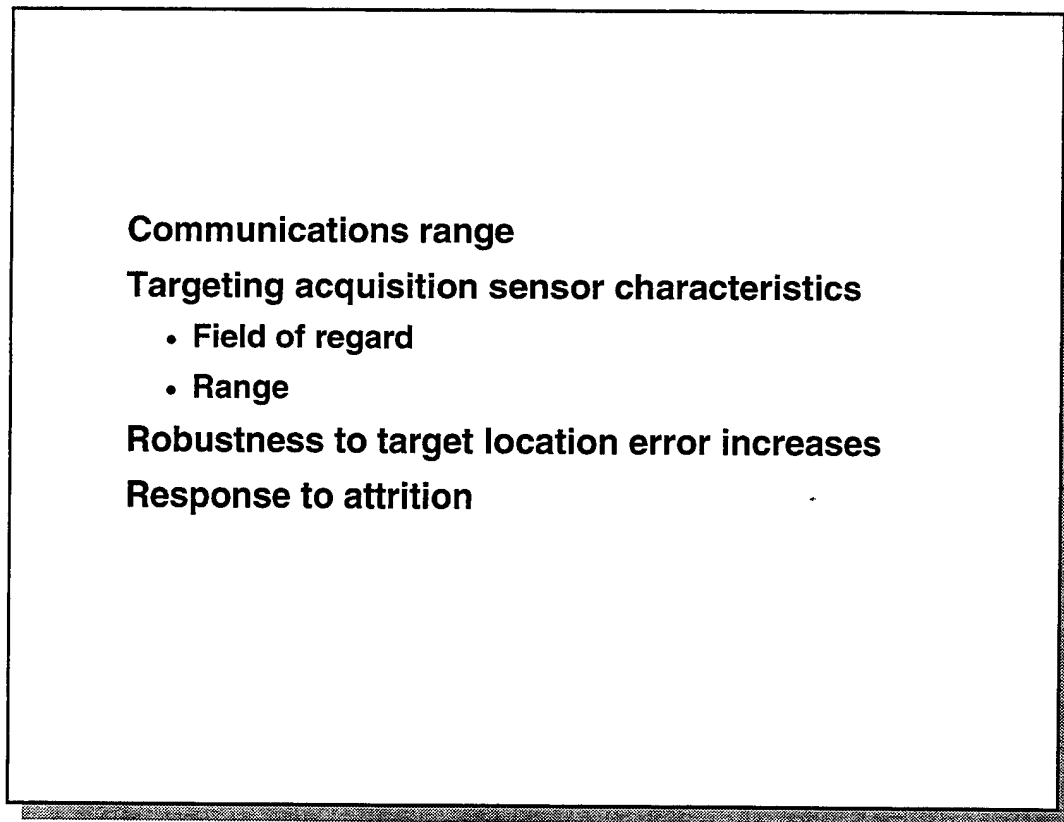 Communications range
Targeting acquisition sensor characteristics
• Field of regard
• Range
Robustness to target location error increases
Response to attrition